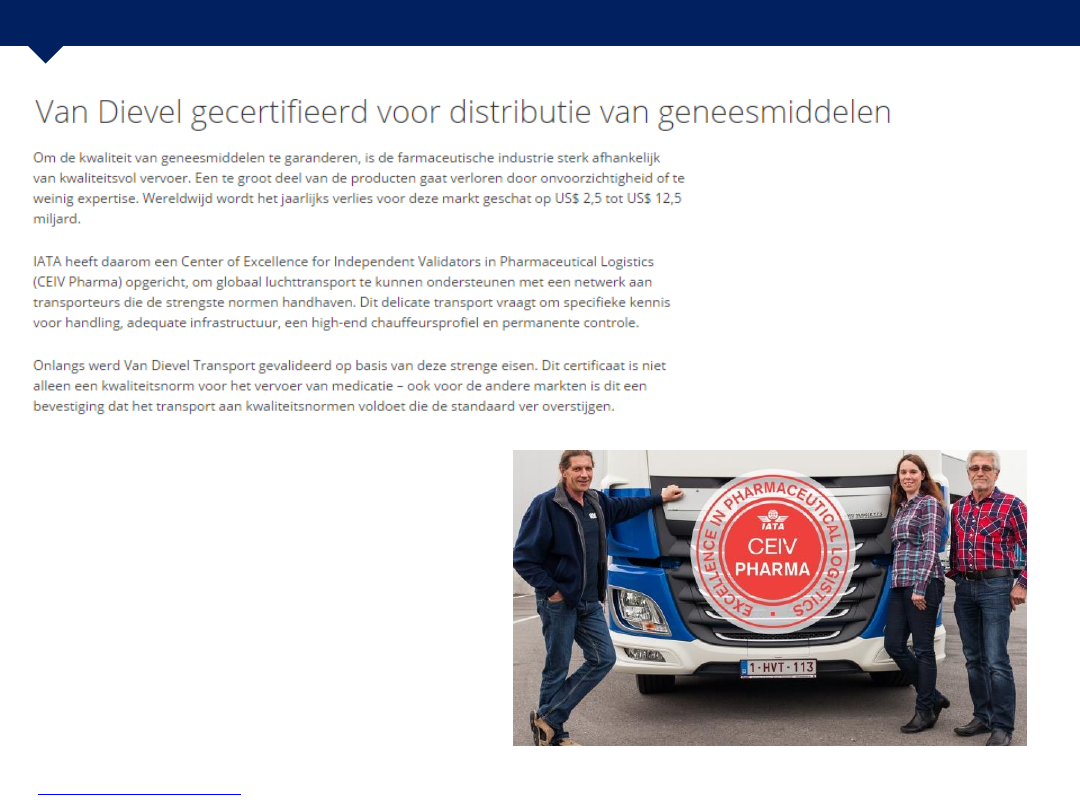 Van Dievel gecertifieerd voor distributie van geneesmiddelen
Om de kwaliteit van geneesmiddelen te garanderen, is de farmaceutische industrie sterk afhankelijk
van kwaliteitsvol vervoer. Een te groot deel van de producten gaat verloren door onvoorzichtigheid of te
weinig expertise. Wereldwijd wordt het jaarlijks verlies voor deze markt geschat op US$ 2,5 tot US$ 12,5
miljard.
IATA heeft daarom een Center of Excellence for Independent Validators in Pharmaceutical Logistics
(CEIV Pharma) opgericht, om globaal luchttransport te kunnen ondersteunen met een netwerk aan
transporteurs die de strengste normen handhaven. Dit delicate transport vraagt om specifieke kennis
voor handling, adequate infrastructuur, een high-end chauffeursprofiel en permanente controle.
Onlangs werd Van Dievel Transport gevalideerd op basis van deze strenge eisen. Dit certificaat is niet
alleen een kwaliteitsnorm voor het vervoer van medicatie – ook voor de andere markten is dit een
bevestiging dat het transport aan kwaliteitsnormen voldoet die de standaard ver overstijgen.
EXCELLENCE IN PHARMACEUTICAL LOGISTICS
IATA
CEIV
PHARMA
1-HVT-113